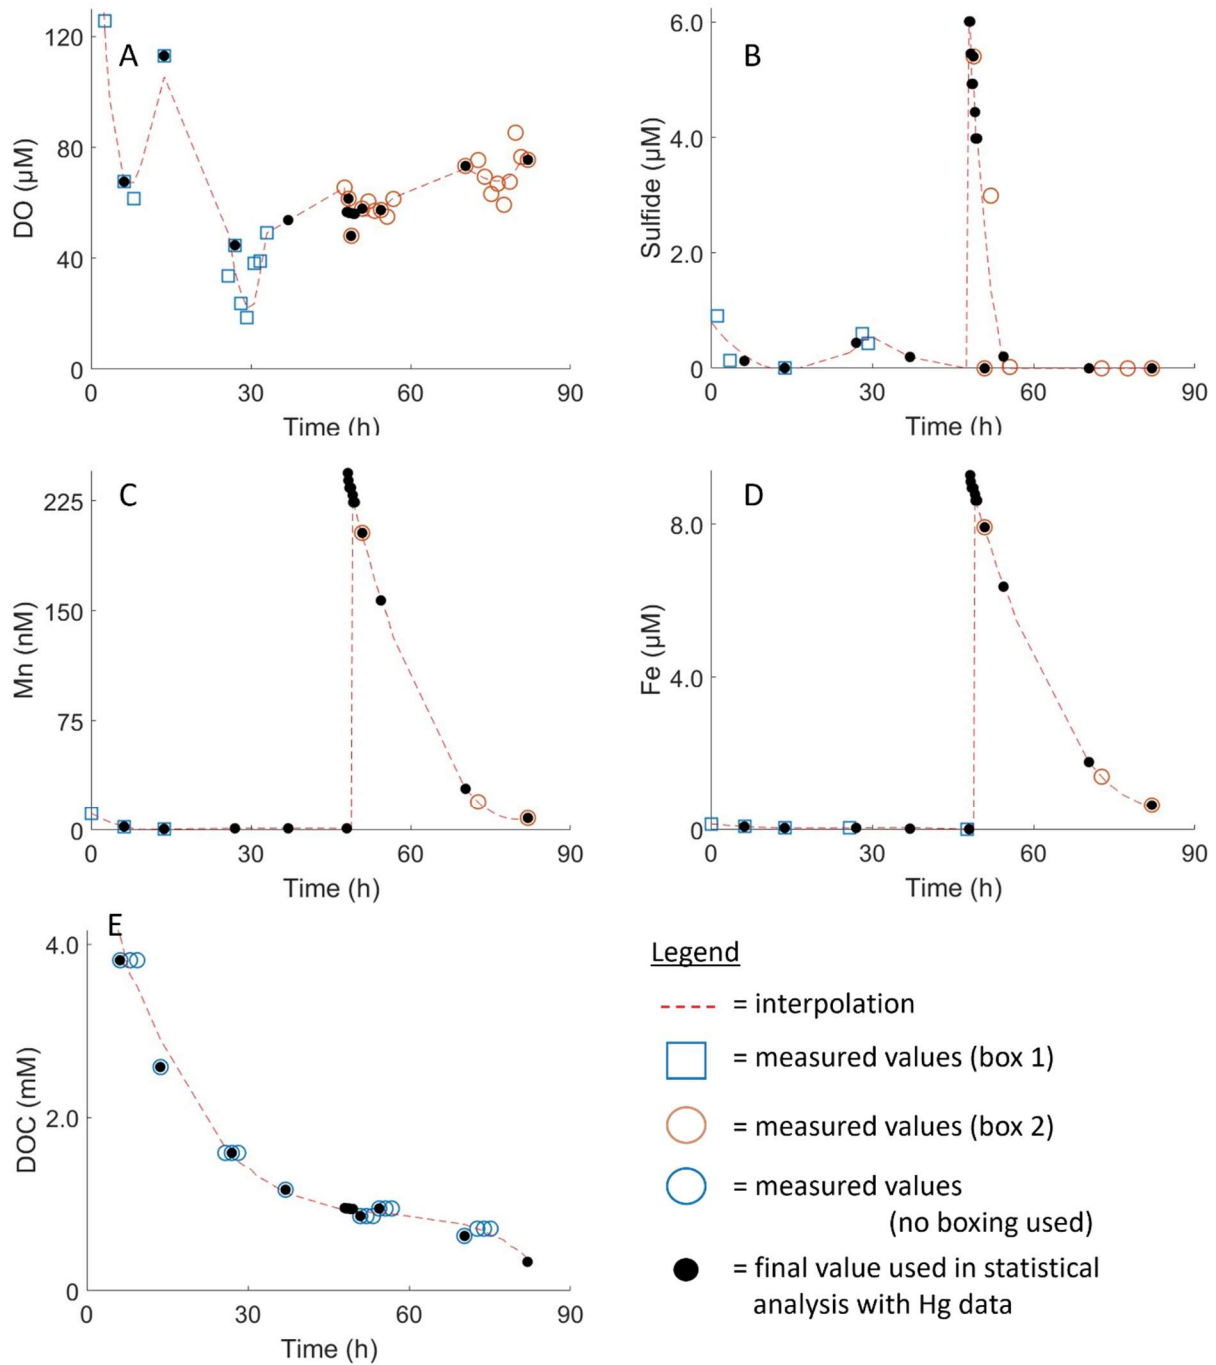 A
DO (µM)
120
80
40
0
0 30 60 90
Time (h)
B
Sulfide (µM)
6.0
4.0
2.0
0
0 30 60 90
Time (h)
C
Mn (nM)
225
150
75
0
0 30 60 90
Time (h)
D
Fe (µM)
8.0
4.0
0
0 30 60 90
Time (h)
E
DOC (mM)
4.0
2.0
0
0 30 60 90
Time (h)
Legend
= interpolation
= measured values (box 1)
= measured values (box 2)
= measured values
(no boxing used)
= final value used in statistical
analysis with Hg data